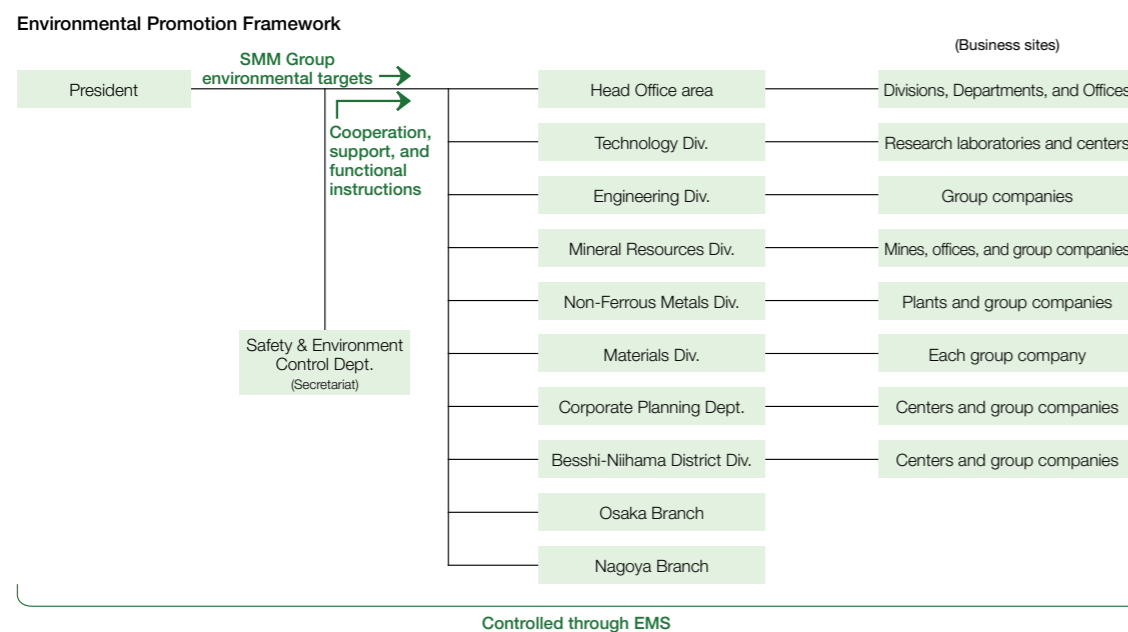 Environmental Promotion Framework
(Business sites)
SMM Group
environmental targets
President
Head Office area
Divisions, Departments, and Offices
Cooperation,
support, and
functional
instructions
Technology Div.
Research laboratories and centers
Engineering Div.
Group companies
Mineral Resources Div.
Mines, offices, and group companies
Non-Ferrous Metals Div.
Plants and group companies
Safety & Environment
Control Dept.
(Secretariat)
Materials Div.
Each group company
Corporate Planning Dept.
Centers and group companies
Besshi-Niihama District Div.
Centers and group companies
Osaka Branch
Nagoya Branch
Controlled through EMS